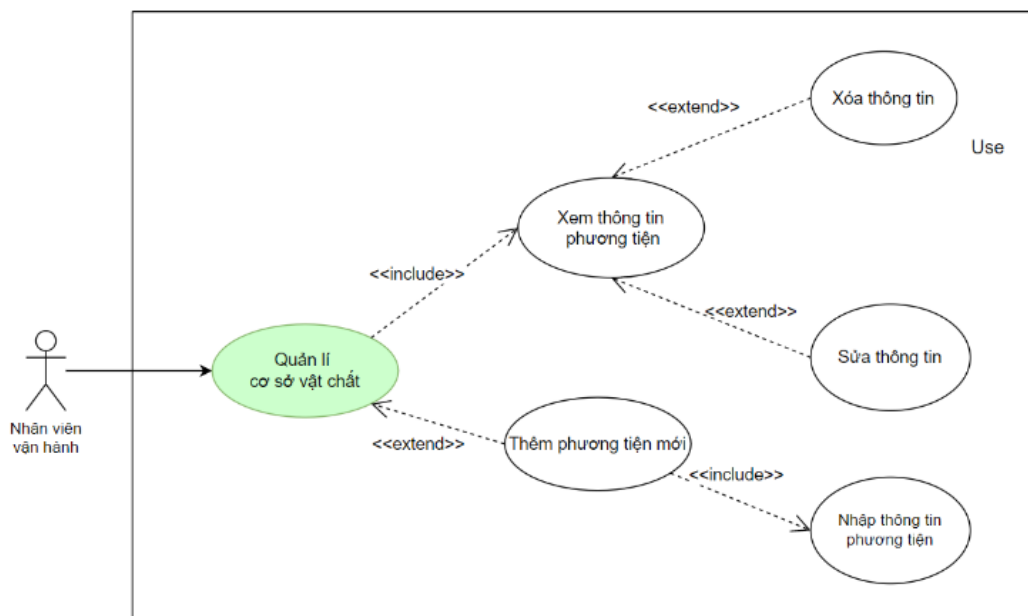 Xóa thông tin
<<extend>>
Use
Xem thông tin
phương tiện
<<include>>
<<extend>>
Sửa thông tin
Quản lí
cơ sở vật chất
Nhân viên
vận hành
<<extend>>
Thêm phương tiện mới
<<include>>
Nhập thông tin
phương tiện